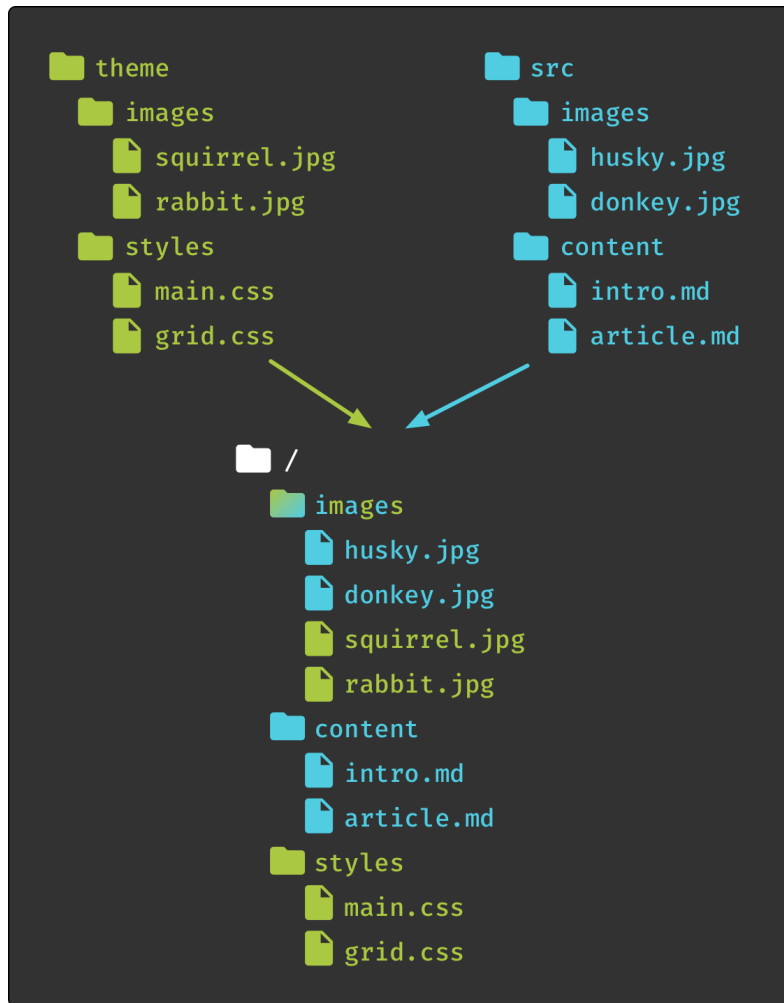 theme
images
squirrel.jpg
rabbit.jpg
styles
main.css
grid.css
src
images
husky.jpg
donkey.jpg
content
intro.md
article.md
/
images
husky.jpg
donkey.jpg
squirrel.jpg
rabbit.jpg
content
intro.md
article.md
styles
main.css
grid.css